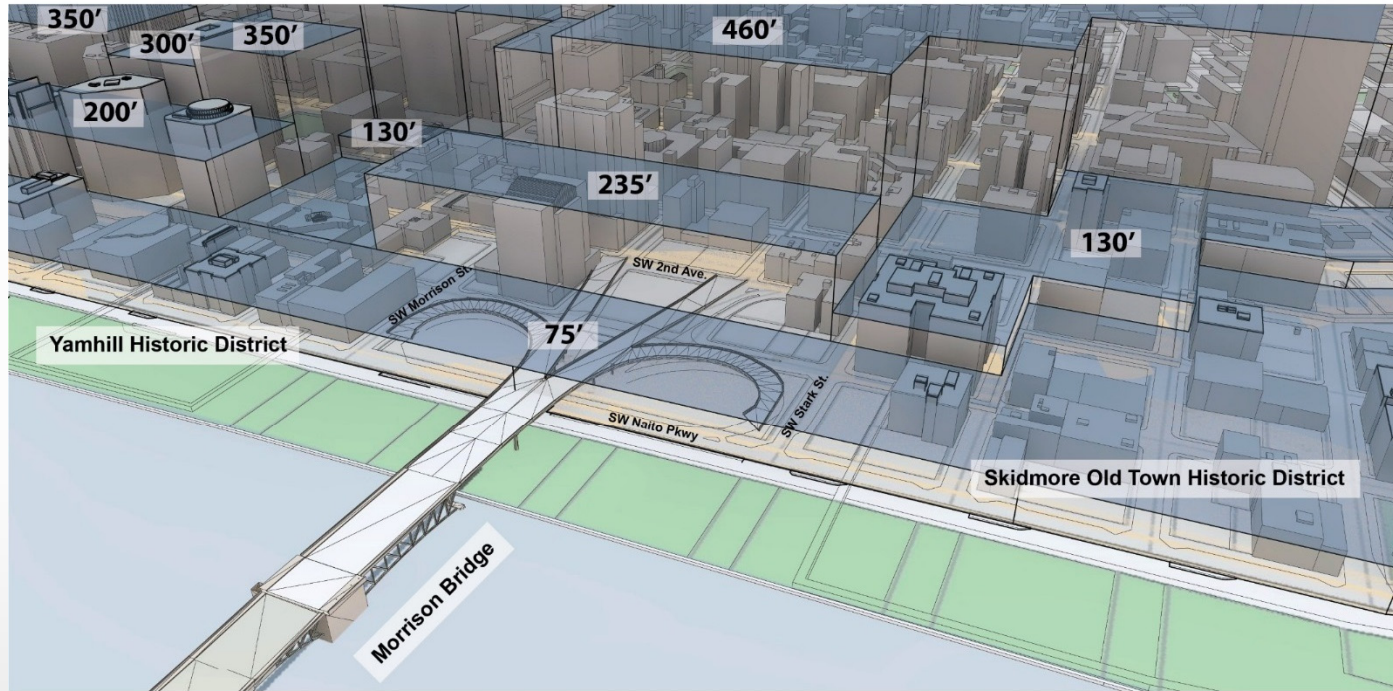 350'
300'
350'
460'
200'
130'
235'
130'
SW 2nd Ave.
SW Morrison St.
75'
Yamhill Historic District
SW Stark St.
SW Naito Pkwy
Skidmore Old Town Historic District
Morrison Bridge